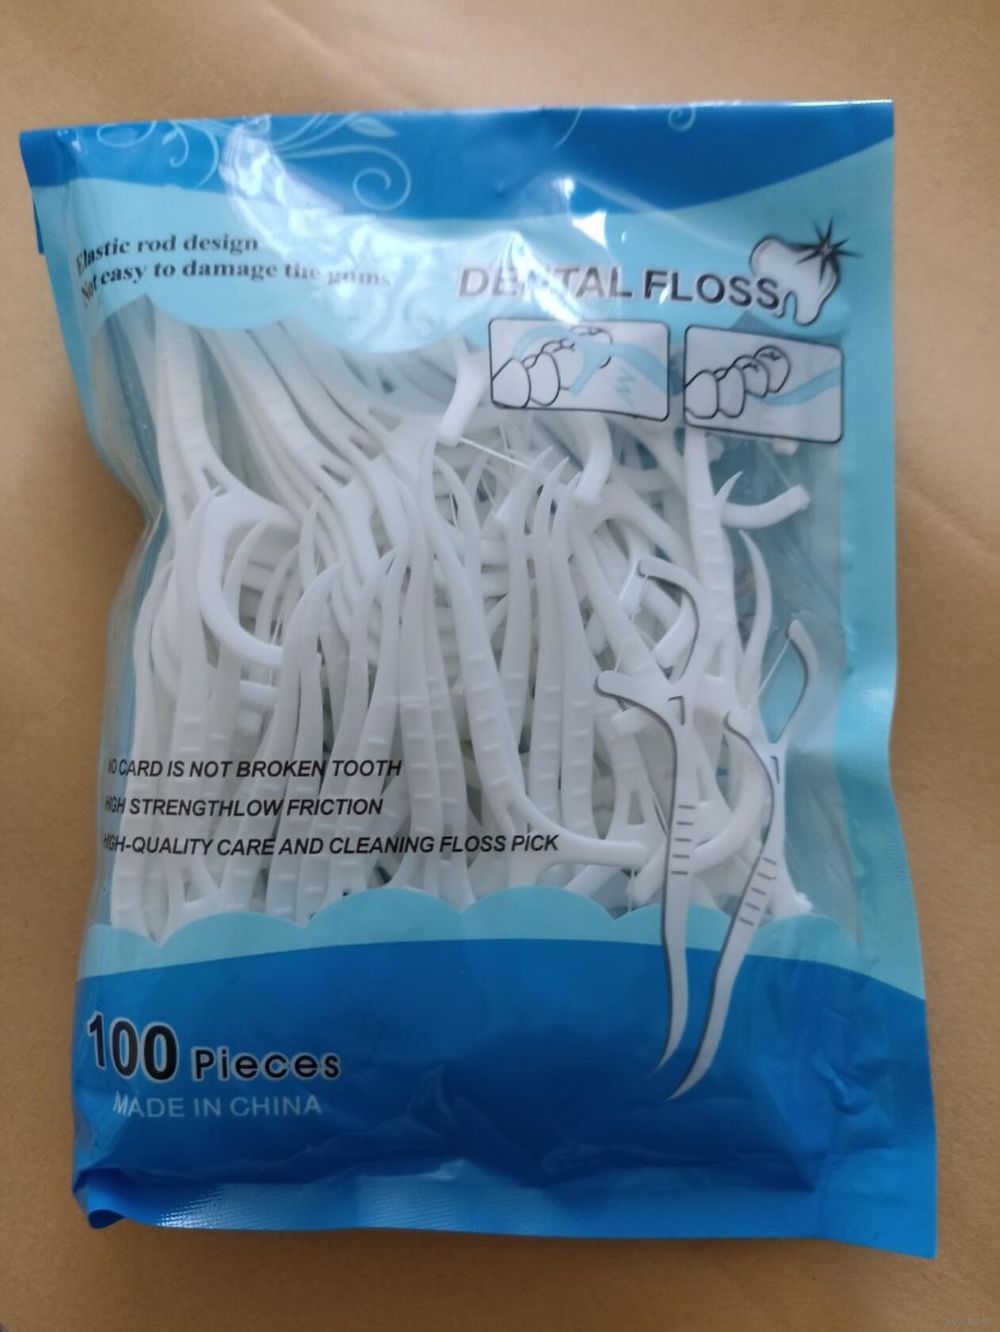 Elastic rod design
Not easy to damage the gums
DENTAL FLOSS
NO CARD IS NOT BROKEN TOOTH
HIGH STRENGTHLOW FRICTION
HIGH-QUALITY CARE AND CLEANING FLOSS PICK
100 Pieces
MADE IN CHINA